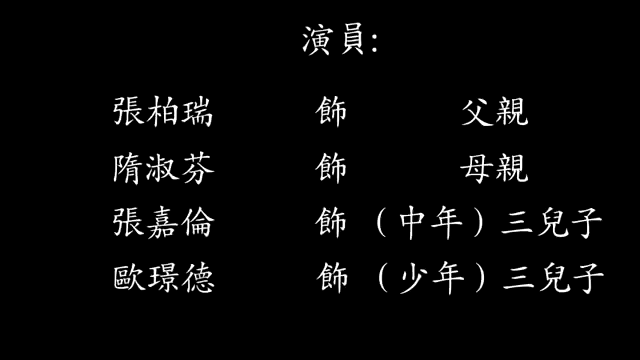 演員:
張柏瑞 飾 父親
隋淑芬 飾 母親
張嘉倫 飾 （中年）三兒子
歐璟德 飾 （少年）三兒子